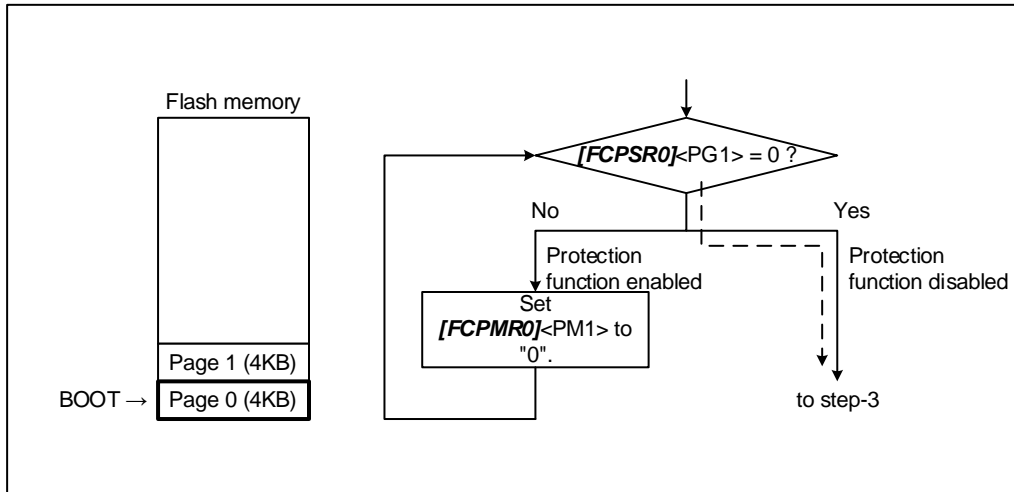 Flash memory
Page 1 (4KB)
BOOT → Page 0 (4KB)
[FCPSR0]<PG1> = 0 ?
No
Yes
Protection
function enabled
Protection
function disabled
Set
[FCPMR0]<PM1> to
"0".
to step-3